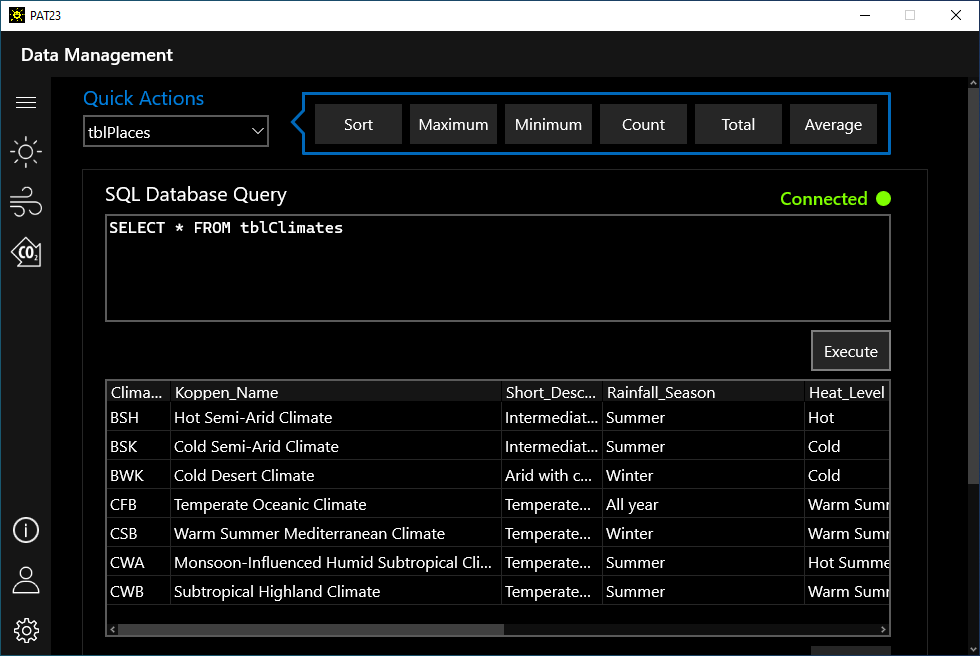 PAT23
Data Management
Quick Actions
tblPlaces
Sort Maximum Minimum Count Total Average
SQL Database Query
Connected
SELECT * FROM tblClimates
CO2
Execute
Clima... Koppen_Name Short_Desc... Rainfall_Season Heat_Level
BSH Hot Semi-Arid Climate Intermediat... Summer Hot
BSK Cold Semi-Arid Climate Intermediat... Summer Cold
BWK Cold Desert Climate Arid with c... Winter Cold
CFB Temperate Oceanic Climate Temperate... All year Warm Sum
CSB Warm Summer Mediterranean Climate Temperate... Winter Warm Sum
CWA Monsoon-Influenced Humid Subtropical Cli... Temperate... Summer Hot Summe
CWB Subtropical Highland Climate Temperate... Summer Warm Sum